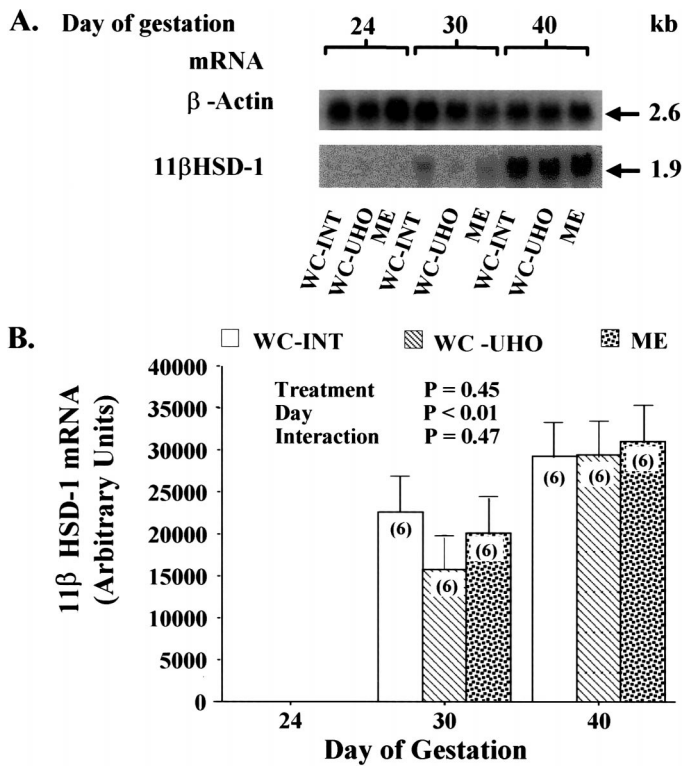 A. Day of gestation 24 30 40 kb
mRNA
β -Actin 2.6
11βHSD-1 1.9
WC-INT WC-UHO ME WC-INT WC-UHO ME WC-INT WC-UHO ME
B. WC-INT WC -UHO ME
40000
35000
30000
25000
20000
15000
10000
5000
0
11β HSD-1 mRNA
(Arbitrary Units)
Treatment P = 0.45
Day P < 0.01
Interaction P = 0.47
(6) (6) (6) (6) (6) (6)
24 30 40
Day of Gestation